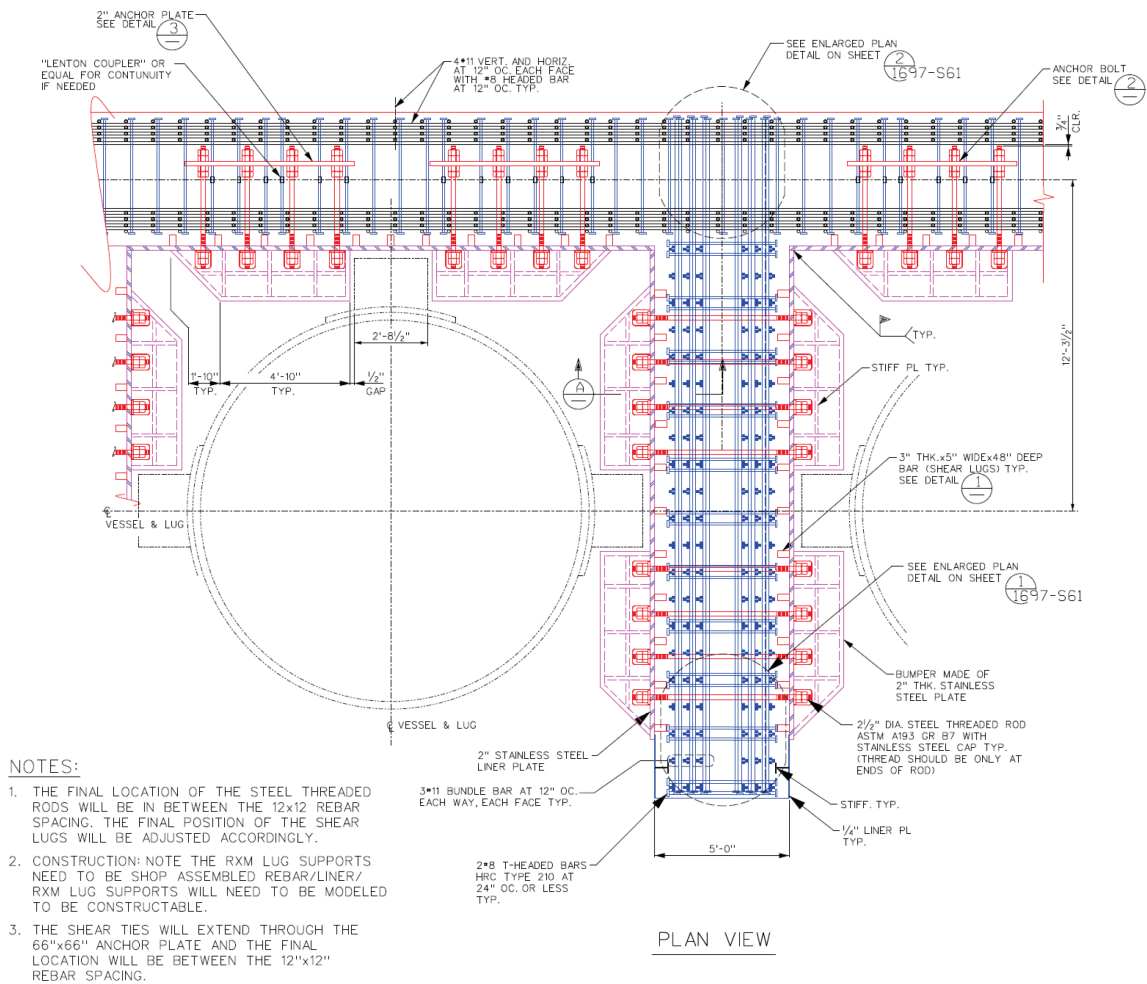 2" ANCHOR PLATE
SEE DETAIL
3
"LENTON COUPLER" OR
EQUAL FOR CONTUNUITY
IF NEEDED
4#11 VERT. AND HORIZ.
AT 12" OC. EACH FACE
WITH #8 HEADED BAR
AT 12" OC. TYP.
SEE ENLARGED PLAN
DETAIL ON SHEET
2
1697-S61
ANCHOR BOLT
SEE DETAIL
2
3/4"
CLR.
2'-8½"
1'-10"
TYP.
4'-10"
TYP.
½"
GAP
A
TYP.
12'-3½"
STIFF PL TYP.
3" THK.x5" WIDEx48" DEEP
BAR (SHEAR LUGS) TYP.
SEE DETAIL
1
℄
VESSEL & LUG
SEE ENLARGED PLAN
DETAIL ON SHEET
1
1697-S61
BUMPER MADE OF
2" THK. STAINLESS
STEEL PLATE
℄ VESSEL & LUG
2½" DIA. STEEL THREADED ROD
ASTM A193 GR B7 WITH
STAINLESS STEEL CAP TYP.
(THREAD SHOULD BE ONLY AT
ENDS OF ROD)
2" STAINLESS STEEL
LINER PLATE
3#11 BUNDLE BAR AT 12" OC.
EACH WAY, EACH FACE TYP.
STIFF. TYP.
¼" LINER PL
TYP.
5'-0"
2#8 T-HEADED BARS
HRC TYPE 210 AT
24" OC. OR LESS
TYP.
PLAN VIEW
NOTES:
1. THE FINAL LOCATION OF THE STEEL THREADED
RODS WILL BE IN BETWEEN THE 12x12 REBAR
SPACING. THE FINAL POSITION OF THE SHEAR
LUGS WILL BE ADJUSTED ACCORDINGLY.
2. CONSTRUCTION: NOTE THE RXM LUG SUPPORTS
NEED TO BE SHOP ASSEMBLED REBAR/LINER/
RXM LUG SUPPORTS WILL NEED TO BE MODELED
TO BE CONSTRUCTABLE.
3. THE SHEAR TIES WILL EXTEND THROUGH THE
66"x66" ANCHOR PLATE AND THE FINAL
LOCATION WILL BE BETWEEN THE 12"x12"
REBAR SPACING.